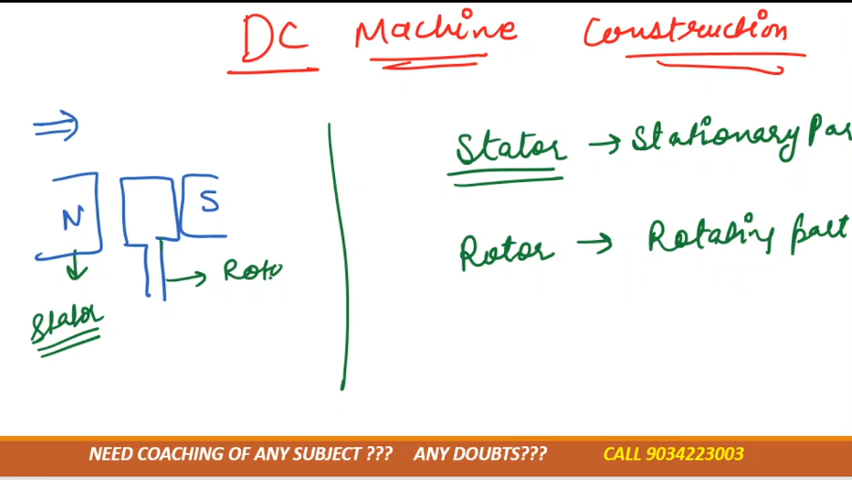 DC Machine Construction
Stator → Stationary Par
N
S
Rotor → Rotating part
Roto
Stator
NEED COACHING OF ANY SUBJECT ??? ANY DOUBTS??? CALL 9034223003